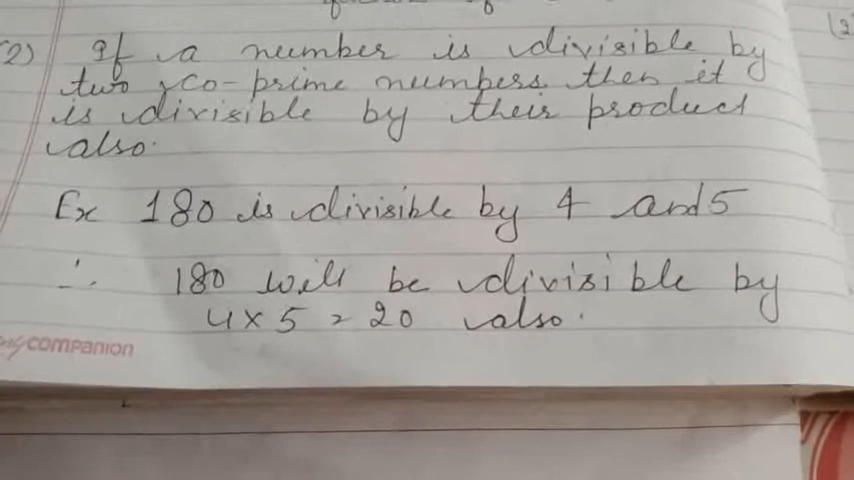 (2) If a number is divisible by
two co-prime numbers then it
is divisible by their product
also.
Ex 180 is divisible by 4 and 5
∴ 180 will be divisible by
4 x 5 = 20 also.
companion